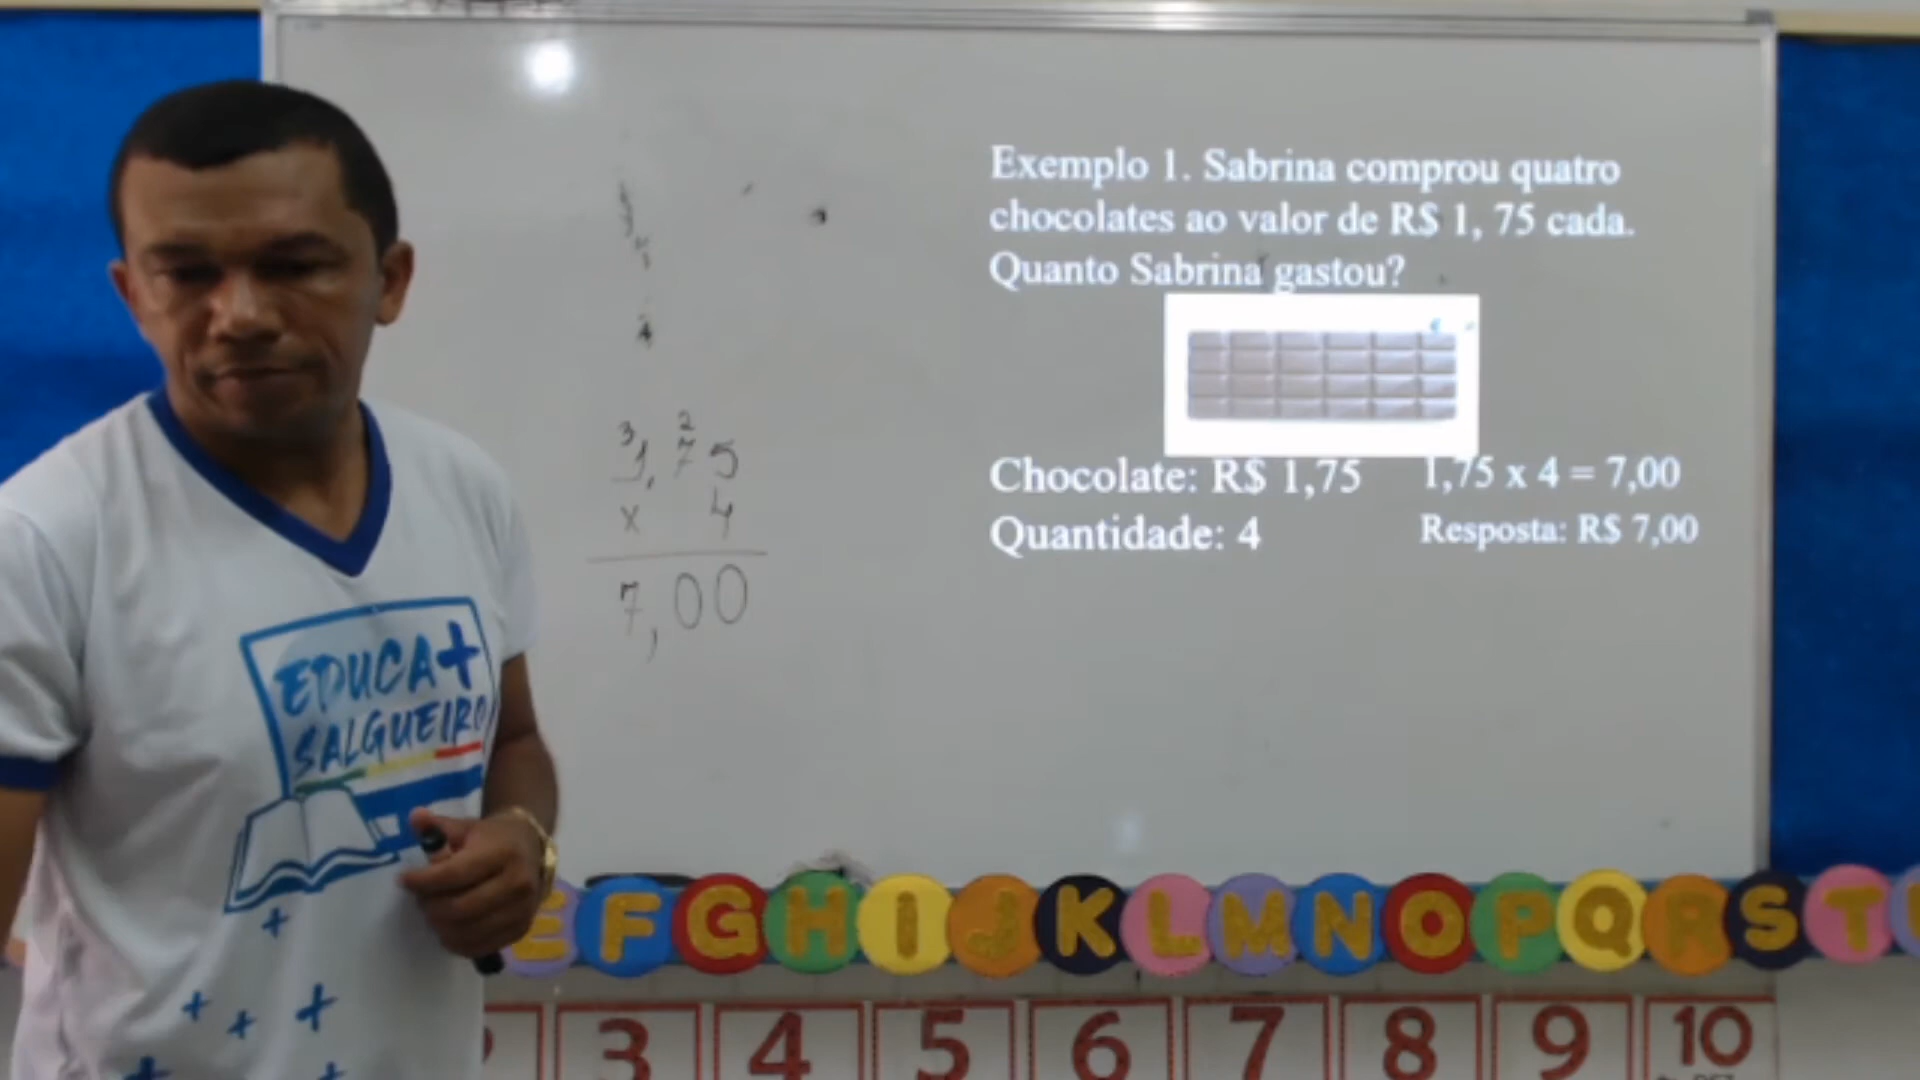 Exemplo 1. Sabrina comprou quatro
chocolates ao valor de R$ 1, 75 cada.
Quanto Sabrina gastou?
Chocolate: R$ 1,75
Quantidade: 4
1,75 x 4 = 7,00
Resposta: R$ 7,00
3 2
1,75
x 4
7,00
EDUCA+
SALGUEIRO
E F G H I J K L M N O P Q R S T
3 4 5 6 7 8 9 10